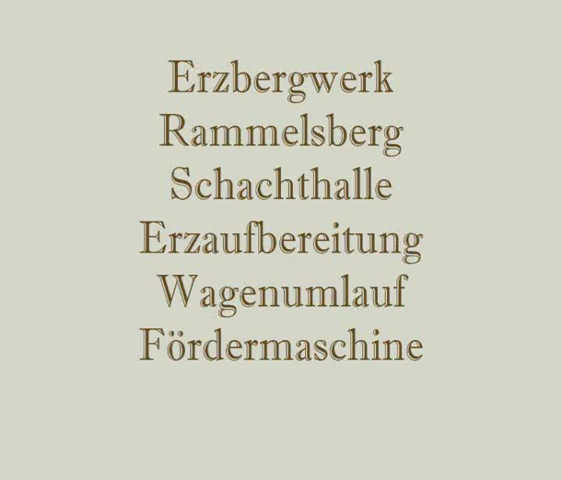 Erzbergwerk
Rammelsberg
Schachthalle
Erzaufbereitung
Wagenumlauf
Fördermaschine